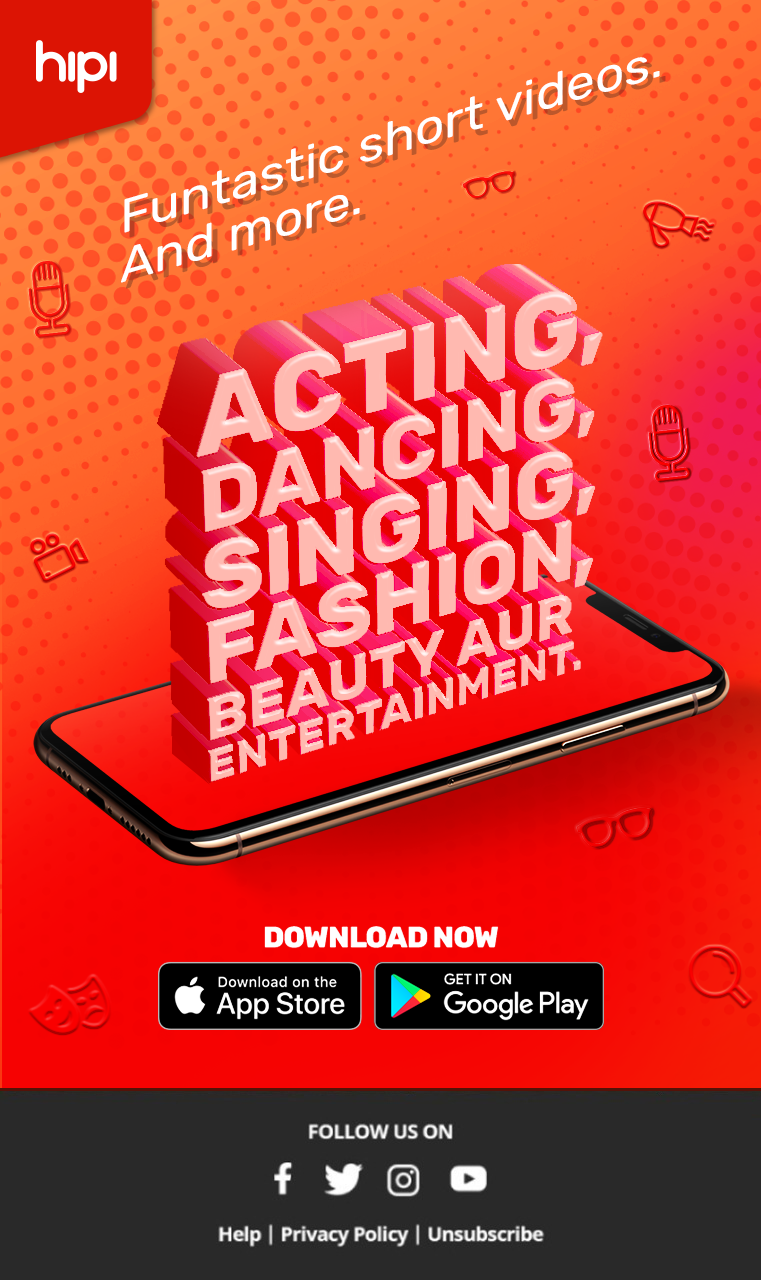 hipi
Funtastic short videos.
And more.
ACTING,
DANCING,
SINGING,
FASHION,
BEAUTY AUR
ENTERTAINMENT.
DOWNLOAD NOW
Download on the
App Store
GET IT ON
Google Play
FOLLOW US ON
Help | Privacy Policy | Unsubscribe